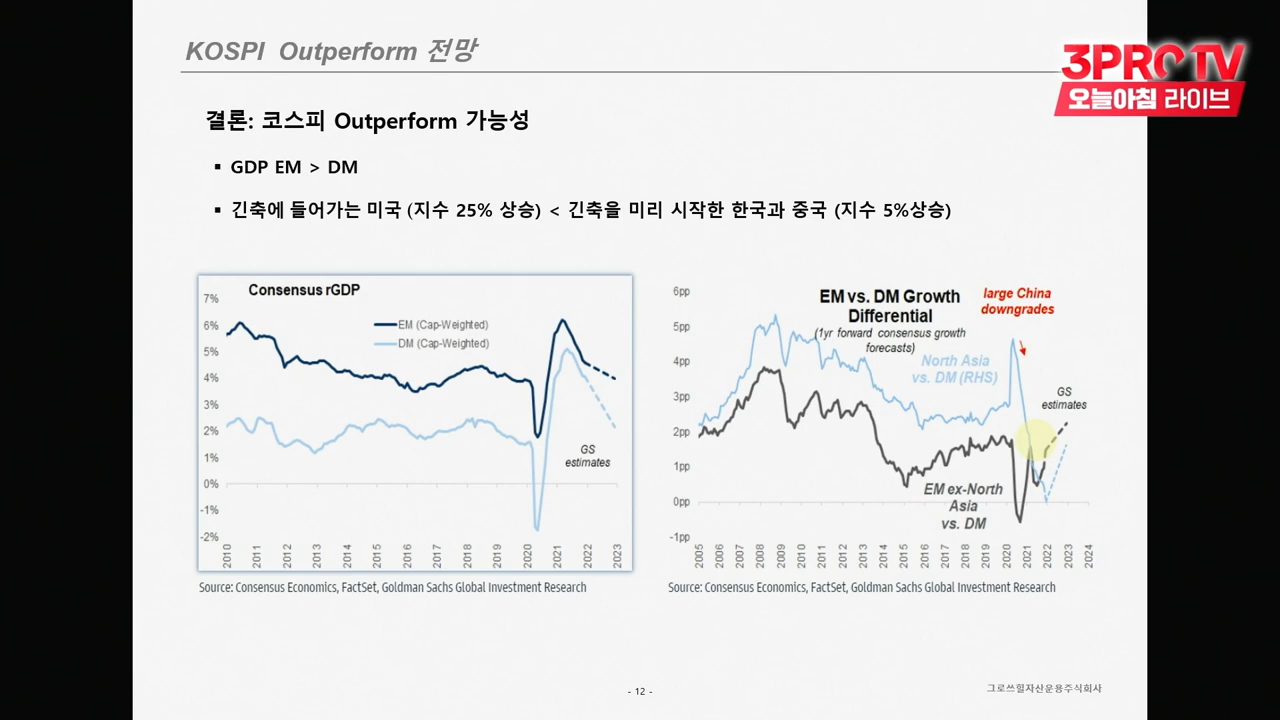 KOSPI Outperform 전망
3PROTV
오늘아침 라이브
결론: 코스피 Outperform 가능성
▪ GDP EM > DM
▪ 긴축에 들어가는 미국 (지수 25% 상승) < 긴축을 미리 시작한 한국과 중국 (지수 5%상승)
Consensus rGDP
EM (Cap-Weighted)
DM (Cap-Weighted)
7%
6%
5%
4%
3%
2%
1%
0%
-1%
-2%
GS
estimates
2010 2011 2012 2013 2014 2015 2016 2017 2018 2019 2020 2021 2022 2023
Source: Consensus Economics, FactSet, Goldman Sachs Global Investment Research
EM vs. DM Growth
Differential
(1yr forward consensus growth
forecasts)
large China
downgrades
North Asia
vs. DM (RHS)
GS
estimates
EM ex-North
Asia
vs. DM
6pp
5pp
4pp
3pp
2pp
1pp
0pp
-1pp
2005 2006 2007 2008 2009 2010 2011 2012 2013 2014 2015 2016 2017 2018 2019 2020 2021 2022 2023 2024
Source: Consensus Economics, FactSet, Goldman Sachs Global Investment Research
- 12 -
그로쓰힐자산운용주식회사